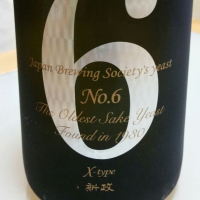 6
Japan Brewing Society's yeast
No.6
The Oldest Sake Yeast
Found in 1930
X-type
新政